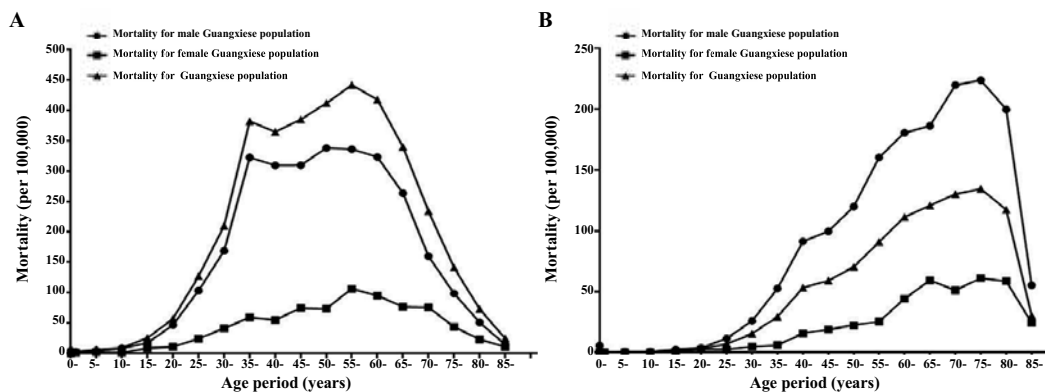 A
Mortality for male Guangxiese population
Mortality for female Guangxiese population
Mortality for Guangxiese population
Mortality (per 100,000)
500
450
400
350
300
250
200
150
100
50
0
0- 5- 10- 15- 20- 25- 30- 35- 40- 45- 50- 55- 60- 65- 70- 75- 80- 85-
Age period (years)
B
Mortality for male Guangxiese population
Mortality for female Guangxiese population
Mortality for Guangxiese population
Mortality (per 100,000)
250
200
150
100
50
0
0- 5- 10- 15- 20- 25- 30- 35- 40- 45- 50- 55- 60- 65- 70- 75- 80- 85-
Age period (years)